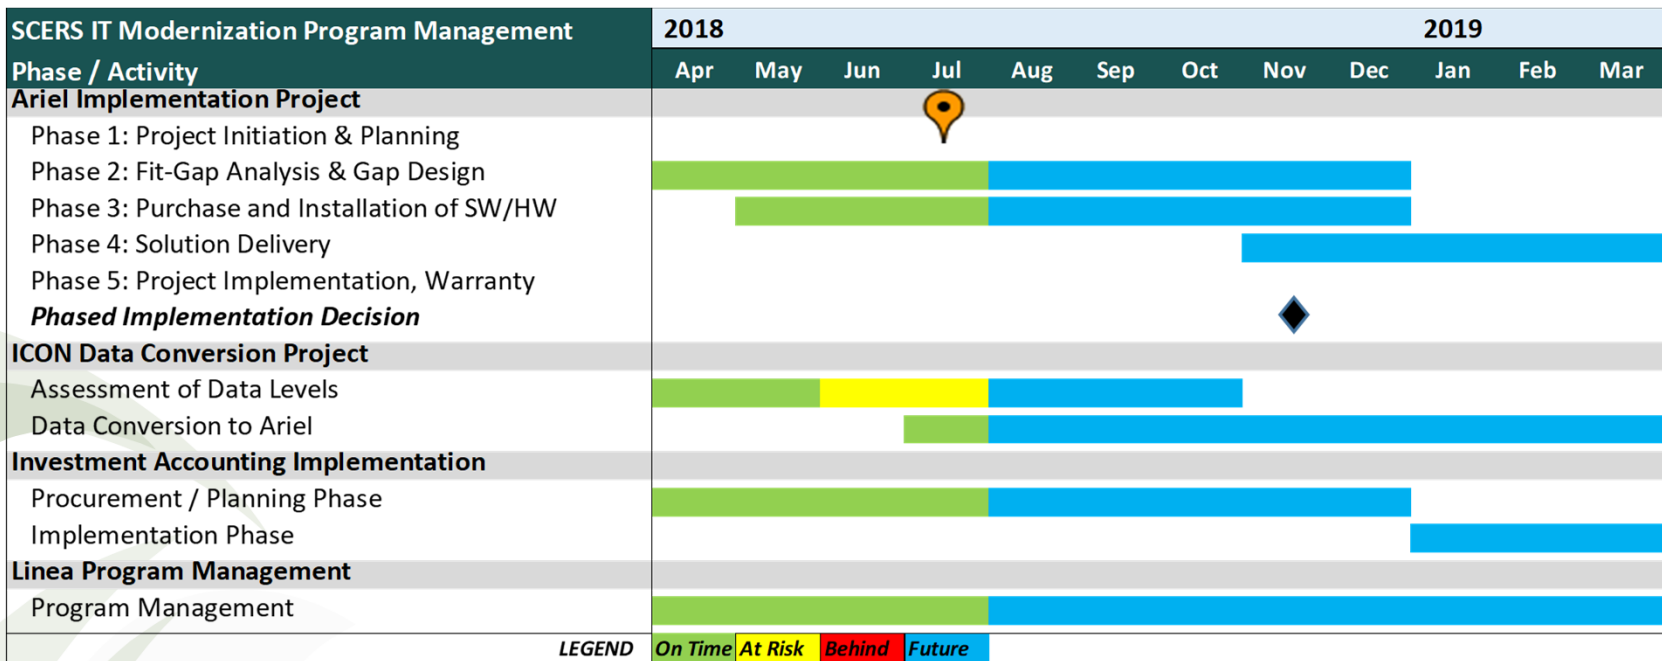 SCERS IT Modernization Program Management 2018 2019
Phase / Activity Apr May Jun Jul Aug Sep Oct Nov Dec Jan Feb Mar
Ariel Implementation Project
Phase 1: Project Initiation & Planning
Phase 2: Fit-Gap Analysis & Gap Design
Phase 3: Purchase and Installation of SW/HW
Phase 4: Solution Delivery
Phase 5: Project Implementation, Warranty
Phased Implementation Decision
ICON Data Conversion Project
Assessment of Data Levels
Data Conversion to Ariel
Investment Accounting Implementation
Procurement / Planning Phase
Implementation Phase
Linea Program Management
Program Management
LEGEND On Time At Risk Behind Future